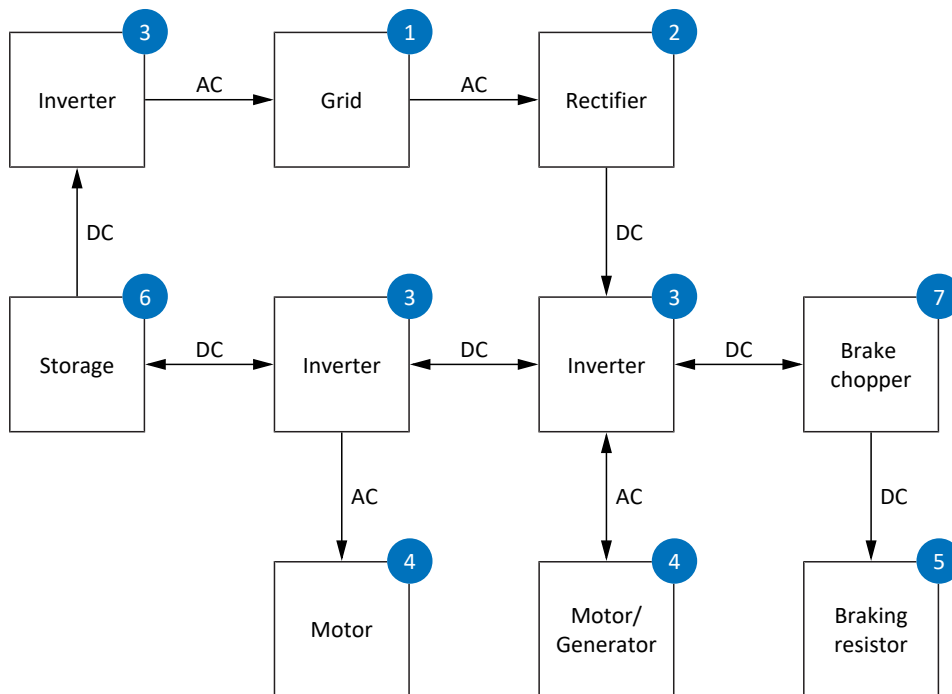 3
1
2
Inverter
AC
Grid
AC
Rectifier
DC
DC
6
3
3
7
Storage
DC
Inverter
DC
Inverter
DC
Brake
chopper
AC
AC
DC
4
4
5
Motor
Motor/
Generator
Braking
resistor